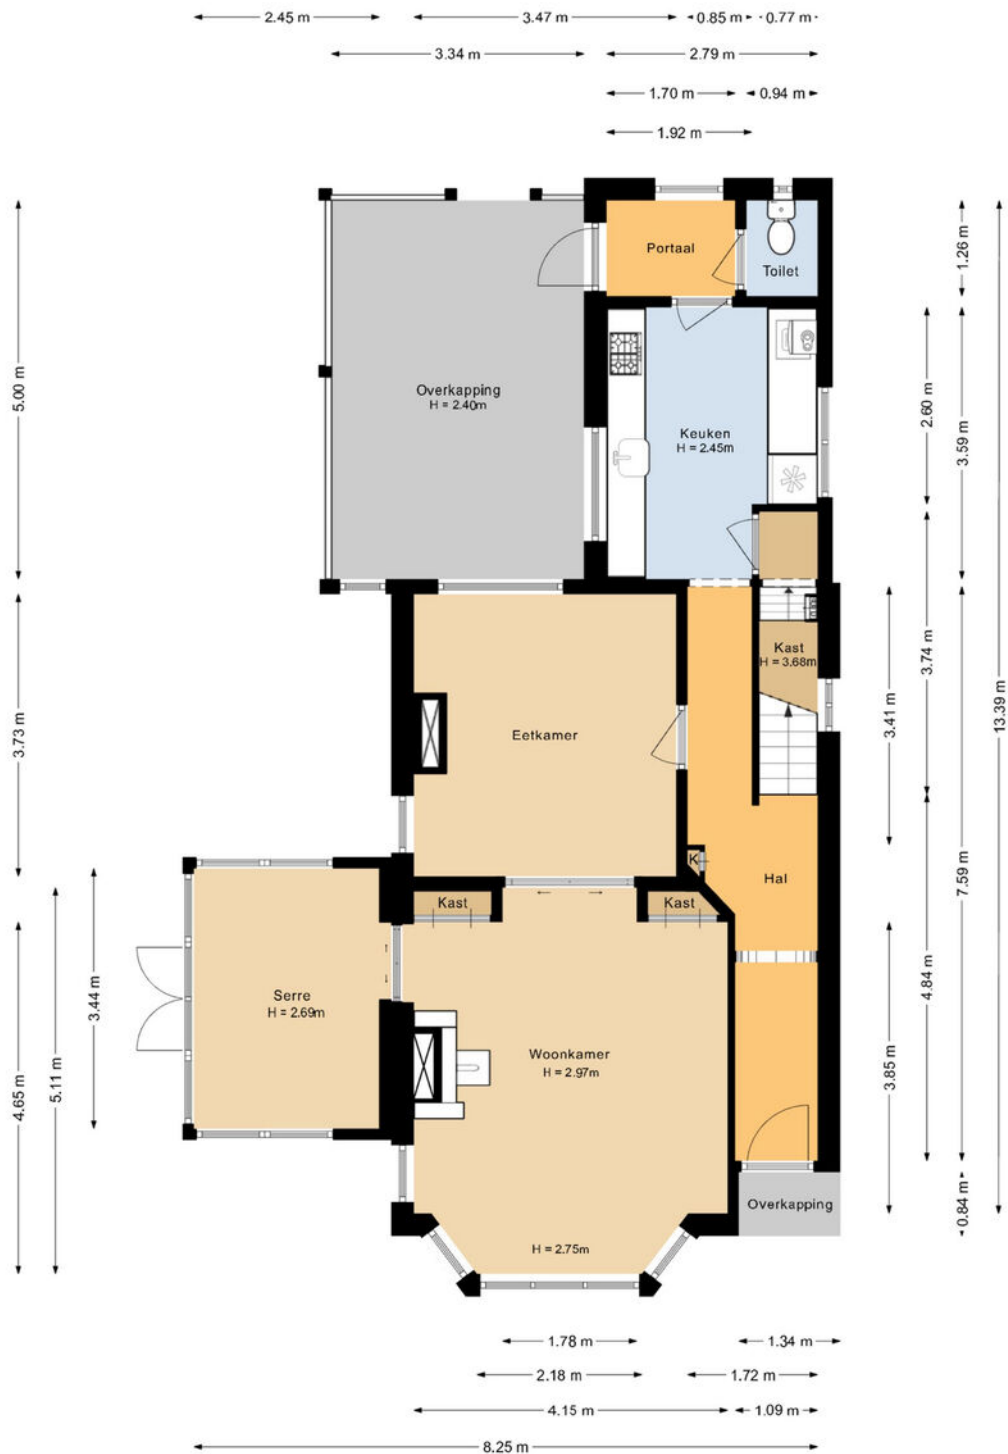 2.45 m
3.47 m
0.85 m
0.77 m
3.34 m
2.79 m
1.70 m
0.94 m
1.92 m
Portaal
Toilet
1.26 m
5.00 m
Overkapping
H = 2.40m
Keuken
H = 2.45m
2.60 m
3.59 m
3.73 m
Eetkamer
Kast
H = 3.68m
3.41 m
3.74 m
13.39 m
K
Hal
7.59 m
Kast
Kast
Serre
H = 2.69m
3.44 m
5.11 m
4.65 m
Woonkamer
H = 2.97m
3.85 m
4.84 m
Overkapping
0.84 m
H = 2.75m
1.78 m
1.34 m
2.18 m
1.72 m
4.15 m
1.09 m
8.25 m